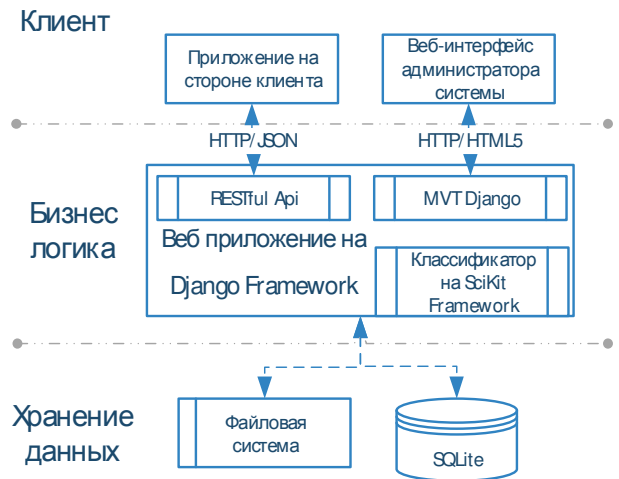 Клиент
Приложение на
стороне клиента
Веб-интерфейс
администратора
системы
HTTP/JSON
HTTP/HTML5
Бизнес
логика
RESTful Api
MVT Django
Веб приложение на
Django Framework
Классификатор
на SciKit
Framework
Хранение
данных
Файловая
система
SQLite